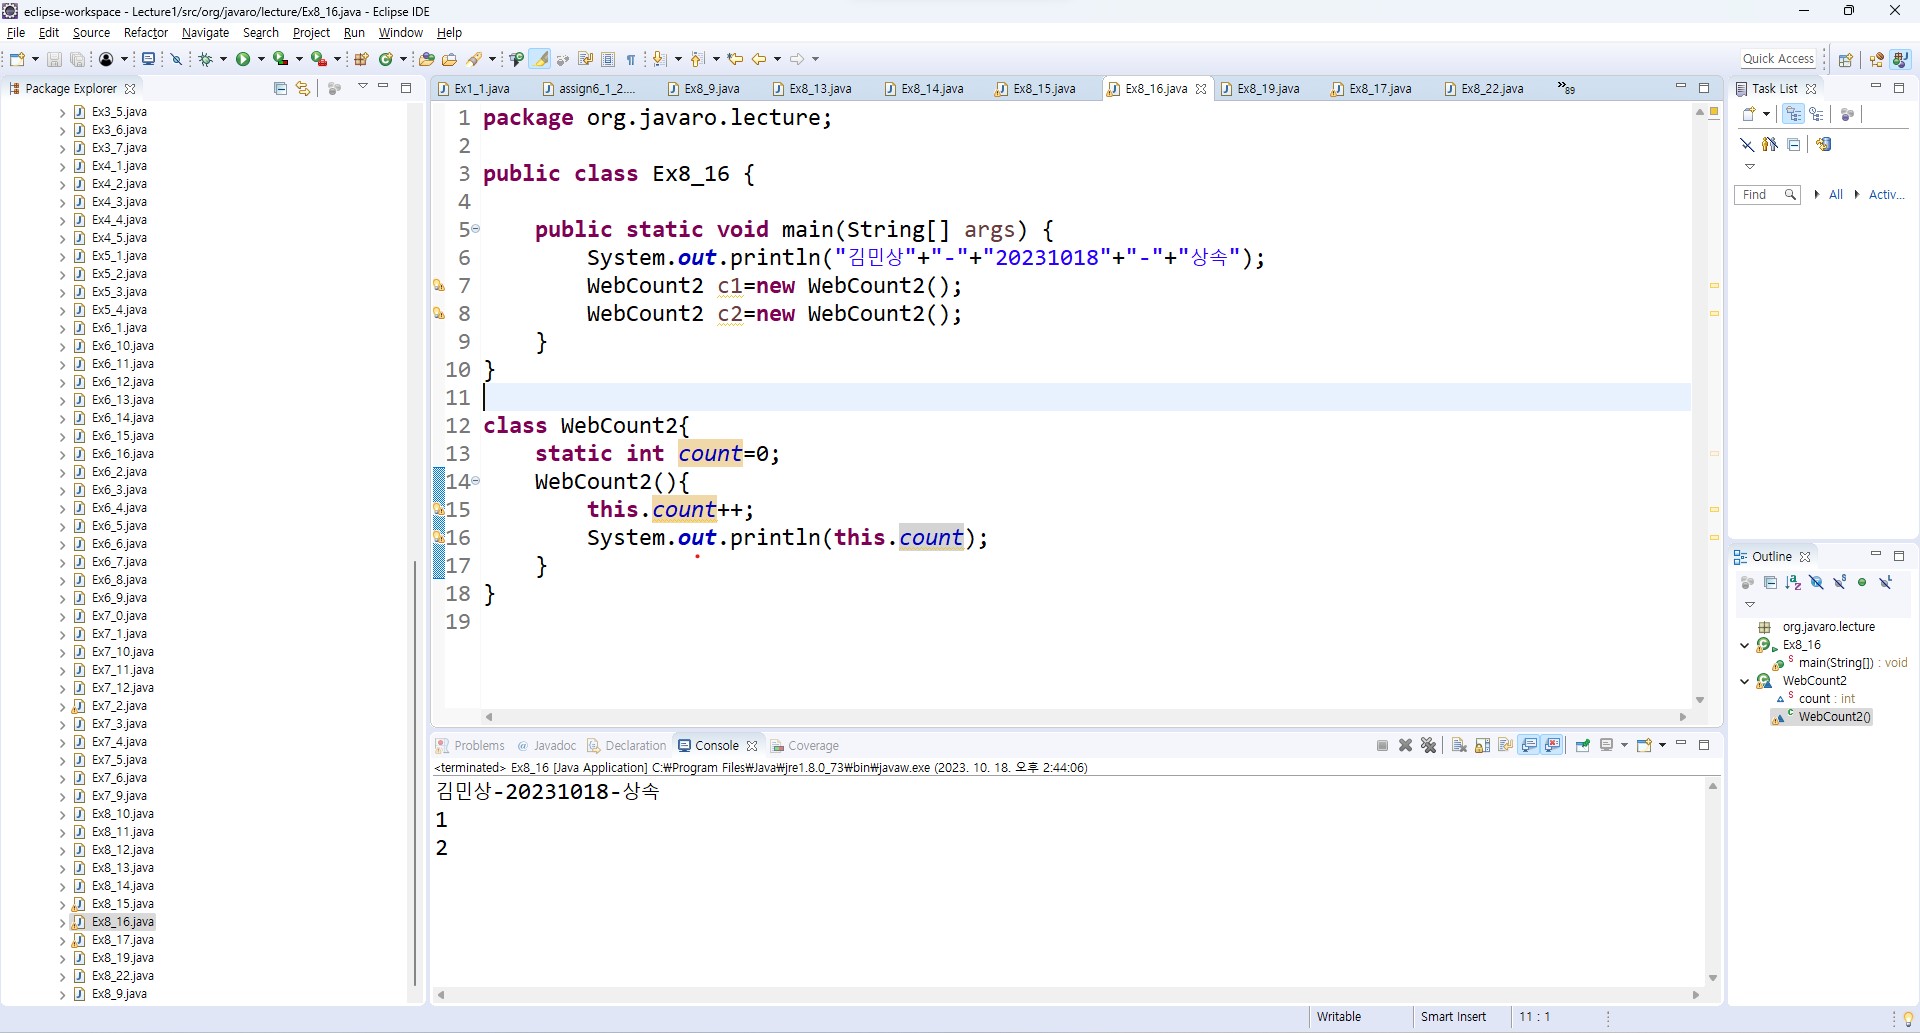 eclipse-workspace - Lecture1/src/org/javaro/lecture/Ex8_16.java - Eclipse IDE
File Edit Source Refactor Navigate Search Project Run Window Help
Quick Access
Package Explorer
Ex3_5.java
Ex3_6.java
Ex3_7.java
Ex4_1.java
Ex4_2.java
Ex4_3.java
Ex4_4.java
Ex4_5.java
Ex5_1.java
Ex5_2.java
Ex5_3.java
Ex5_4.java
Ex6_1.java
Ex6_10.java
Ex6_11.java
Ex6_12.java
Ex6_13.java
Ex6_14.java
Ex6_15.java
Ex6_16.java
Ex6_2.java
Ex6_3.java
Ex6_4.java
Ex6_5.java
Ex6_6.java
Ex6_7.java
Ex6_8.java
Ex6_9.java
Ex7_0.java
Ex7_1.java
Ex7_10.java
Ex7_11.java
Ex7_12.java
Ex7_2.java
Ex7_3.java
Ex7_4.java
Ex7_5.java
Ex7_6.java
Ex7_9.java
Ex8_10.java
Ex8_11.java
Ex8_12.java
Ex8_13.java
Ex8_14.java
Ex8_15.java
Ex8_16.java
Ex8_17.java
Ex8_19.java
Ex8_22.java
Ex8_9.java
Ex1_1.java assign6_1_2.... Ex8_9.java Ex8_13.java Ex8_14.java Ex8_15.java Ex8_16.java Ex8_19.java Ex8_17.java Ex8_22.java »89
1 package org.javaro.lecture;
2
3 public class Ex8_16 {
4
5 public static void main(String[] args) {
6 System.out.println("김민상"+"-"+"20231018"+"-"+"상속");
7 WebCount2 c1=new WebCount2();
8 WebCount2 c2=new WebCount2();
9 }
10 }
11
12 class WebCount2{
13 static int count=0;
14 WebCount2(){
15 this.count++;
16 System.out.println(this.count);
17 }
18 }
19
Problems @ Javadoc Declaration Console Coverage
<terminated> Ex8_16 [Java Application] C:₩Program Files₩Java₩jre1.8.0_73₩bin₩javaw.exe (2023. 10. 18. 오후 2:44:06)
김민상-20231018-상속
1
2
Task List
Find All Activ...
Outline
org.javaro.lecture
Ex8_16
main(String[]) : void
WebCount2
count : int
WebCount2()
Writable Smart Insert 11 : 1